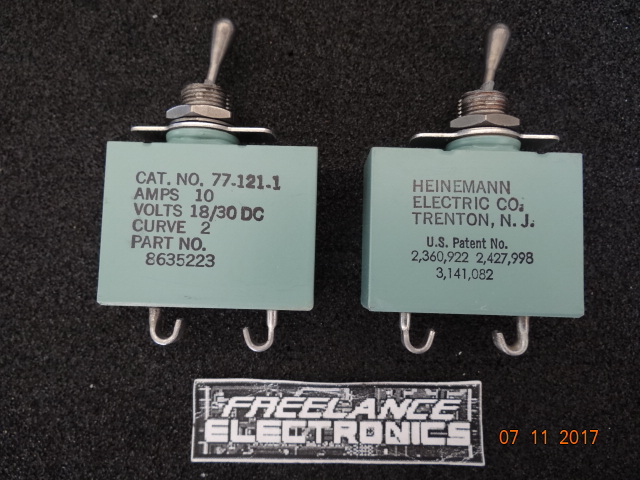 CAT. NO. 77-121-1
AMPS 10
VOLTS 18/30 DC
CURVE 2
PART NO.
8635223
HEINEMANN
ELECTRIC CO.
TRENTON, N. J.
U.S. Patent No.
2,360,922 2,427,998
3,141,082
FREELANCE
ELECTRONICS
07 11 2017